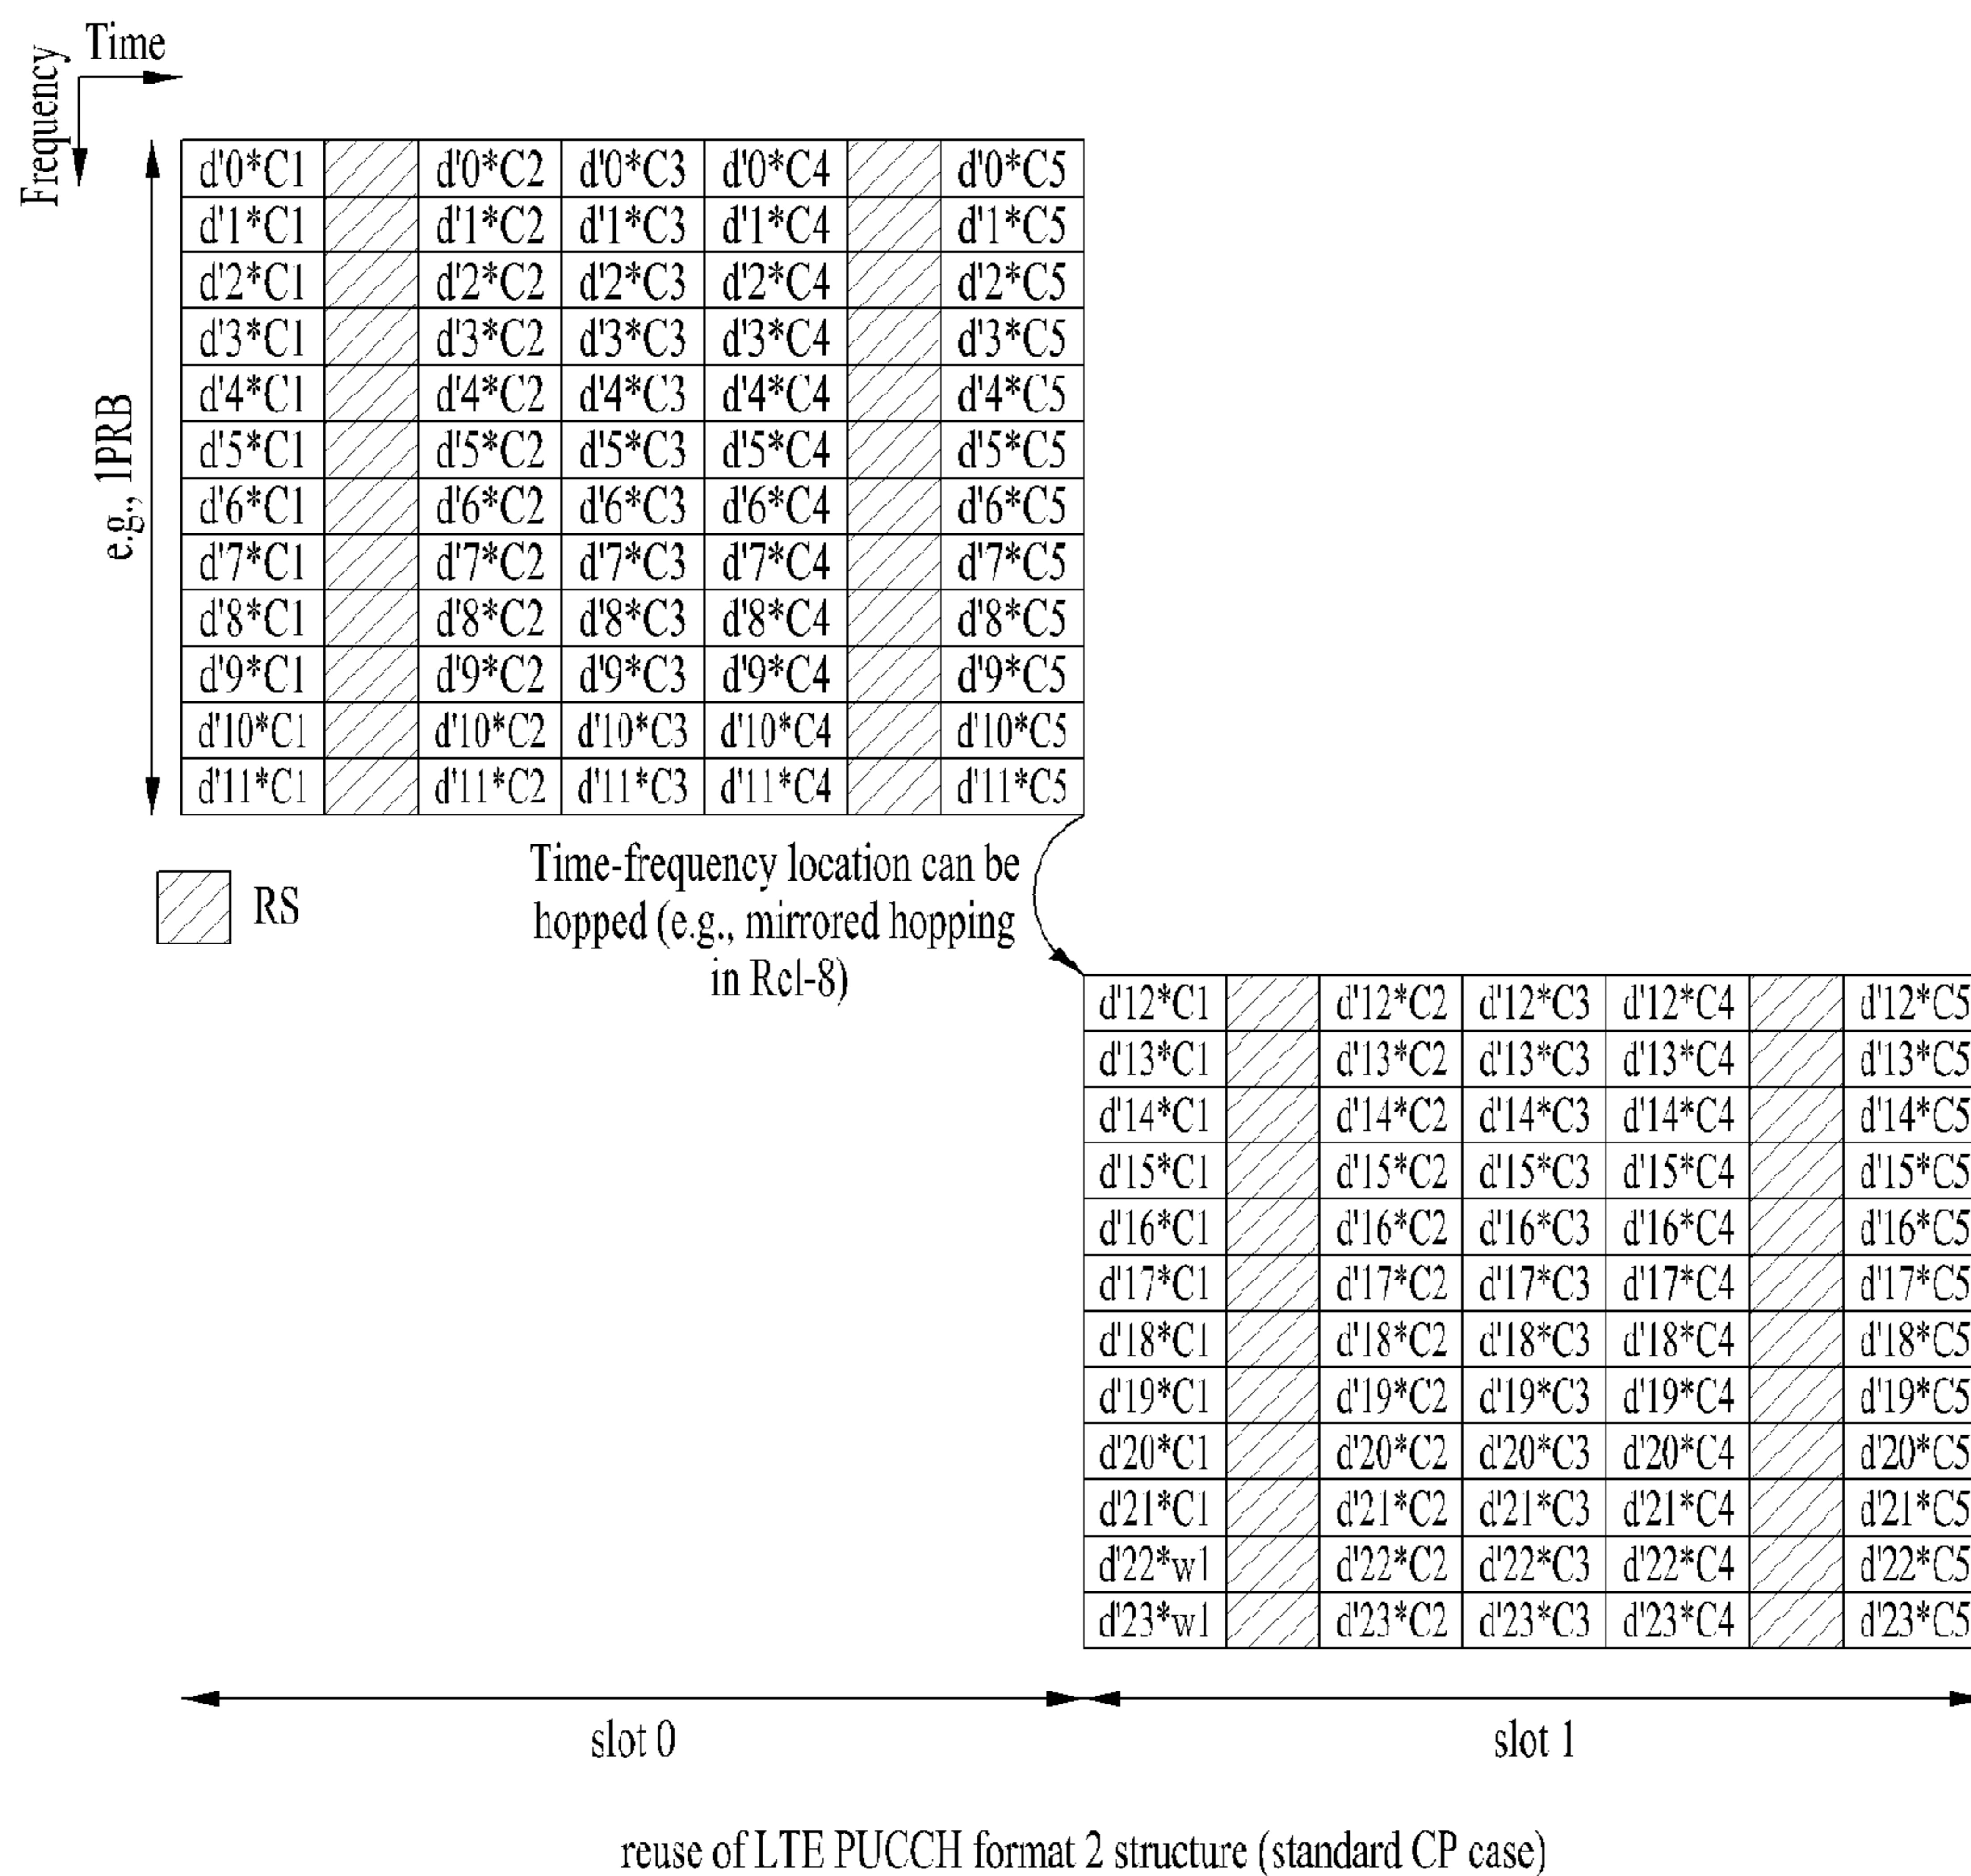 Time
Frequency
e.g., 1PRB
d'0*C1 d'0*C2 d'0*C3 d'0*C4 d'0*C5
d'1*C1 d'1*C2 d'1*C3 d'1*C4 d'1*C5
d'2*C1 d'2*C2 d'2*C3 d'2*C4 d'2*C5
d'3*C1 d'3*C2 d'3*C3 d'3*C4 d'3*C5
d'4*C1 d'4*C2 d'4*C3 d'4*C4 d'4*C5
d'5*C1 d'5*C2 d'5*C3 d'5*C4 d'5*C5
d'6*C1 d'6*C2 d'6*C3 d'6*C4 d'6*C5
d'7*C1 d'7*C2 d'7*C3 d'7*C4 d'7*C5
d'8*C1 d'8*C2 d'8*C3 d'8*C4 d'8*C5
d'9*C1 d'9*C2 d'9*C3 d'9*C4 d'9*C5
d'10*C1 d'10*C2 d'10*C3 d'10*C4 d'10*C5
d'11*C1 d'11*C2 d'11*C3 d'11*C4 d'11*C5
RS
Time-frequency location can be
hopped (e.g., mirrored hopping
in Rel-8)
d'12*C1 d'12*C2 d'12*C3 d'12*C4 d'12*C5
d'13*C1 d'13*C2 d'13*C3 d'13*C4 d'13*C5
d'14*C1 d'14*C2 d'14*C3 d'14*C4 d'14*C5
d'15*C1 d'15*C2 d'15*C3 d'15*C4 d'15*C5
d'16*C1 d'16*C2 d'16*C3 d'16*C4 d'16*C5
d'17*C1 d'17*C2 d'17*C3 d'17*C4 d'17*C5
d'18*C1 d'18*C2 d'18*C3 d'18*C4 d'18*C5
d'19*C1 d'19*C2 d'19*C3 d'19*C4 d'19*C5
d'20*C1 d'20*C2 d'20*C3 d'20*C4 d'20*C5
d'21*C1 d'21*C2 d'21*C3 d'21*C4 d'21*C5
d'22*w1 d'22*C2 d'22*C3 d'22*C4 d'22*C5
d'23*w1 d'23*C2 d'23*C3 d'23*C4 d'23*C5
slot 0 slot 1
reuse of LTE PUCCH format 2 structure (standard CP case)